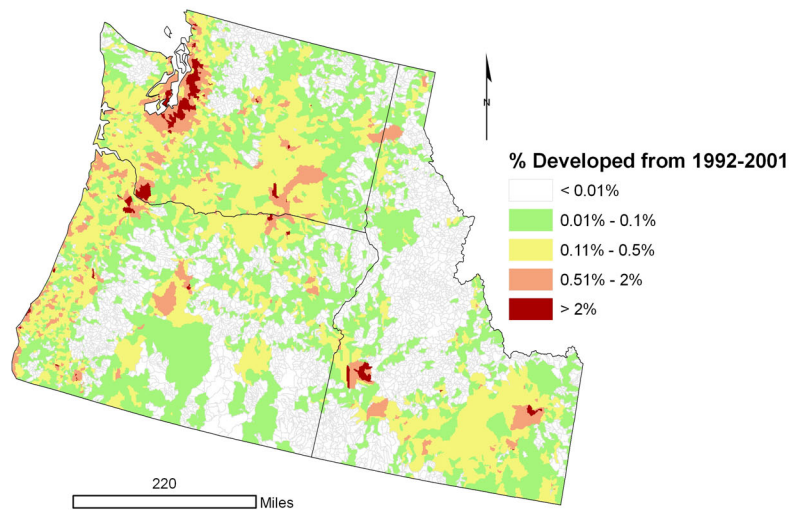 N
% Developed from 1992-2001
< 0.01%
0.01% - 0.1%
0.11% - 0.5%
0.51% - 2%
> 2%
220
Miles